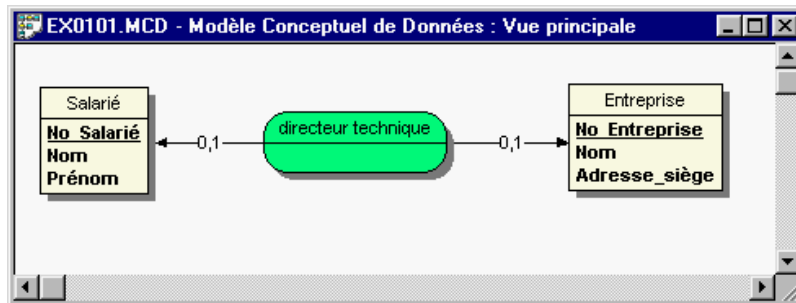 EX0101.MCD - Modèle Conceptuel de Données : Vue principale
Salarié
No_Salarié
Nom
Prénom
0,1
directeur technique
0,1
Entreprise
No_Entreprise
Nom
Adresse_siège